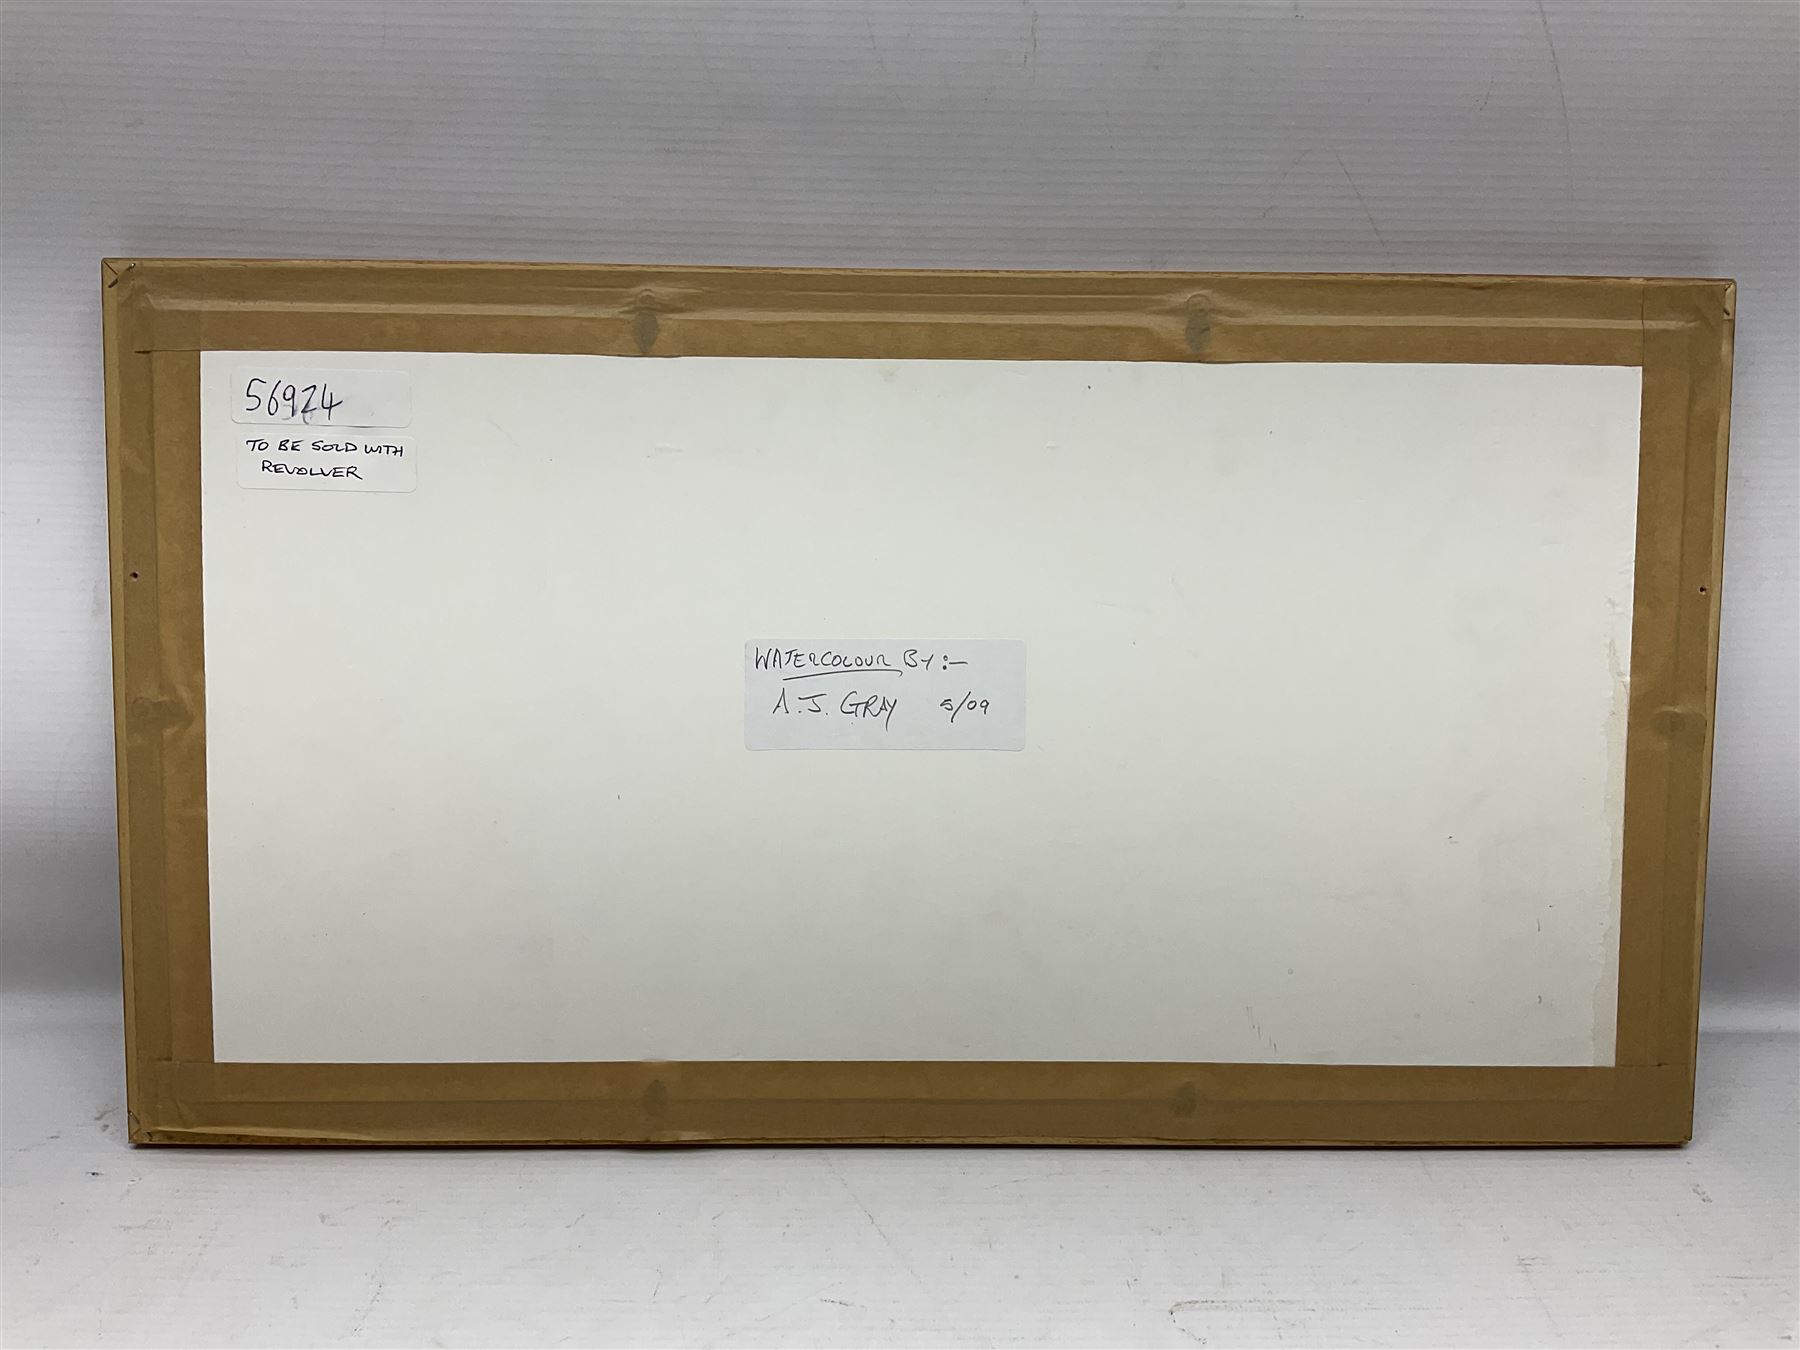 56924
TO BE SOLD WITH
REVOLVER
WATERCOLOUR BY :-
A.J. GRAY 5/09